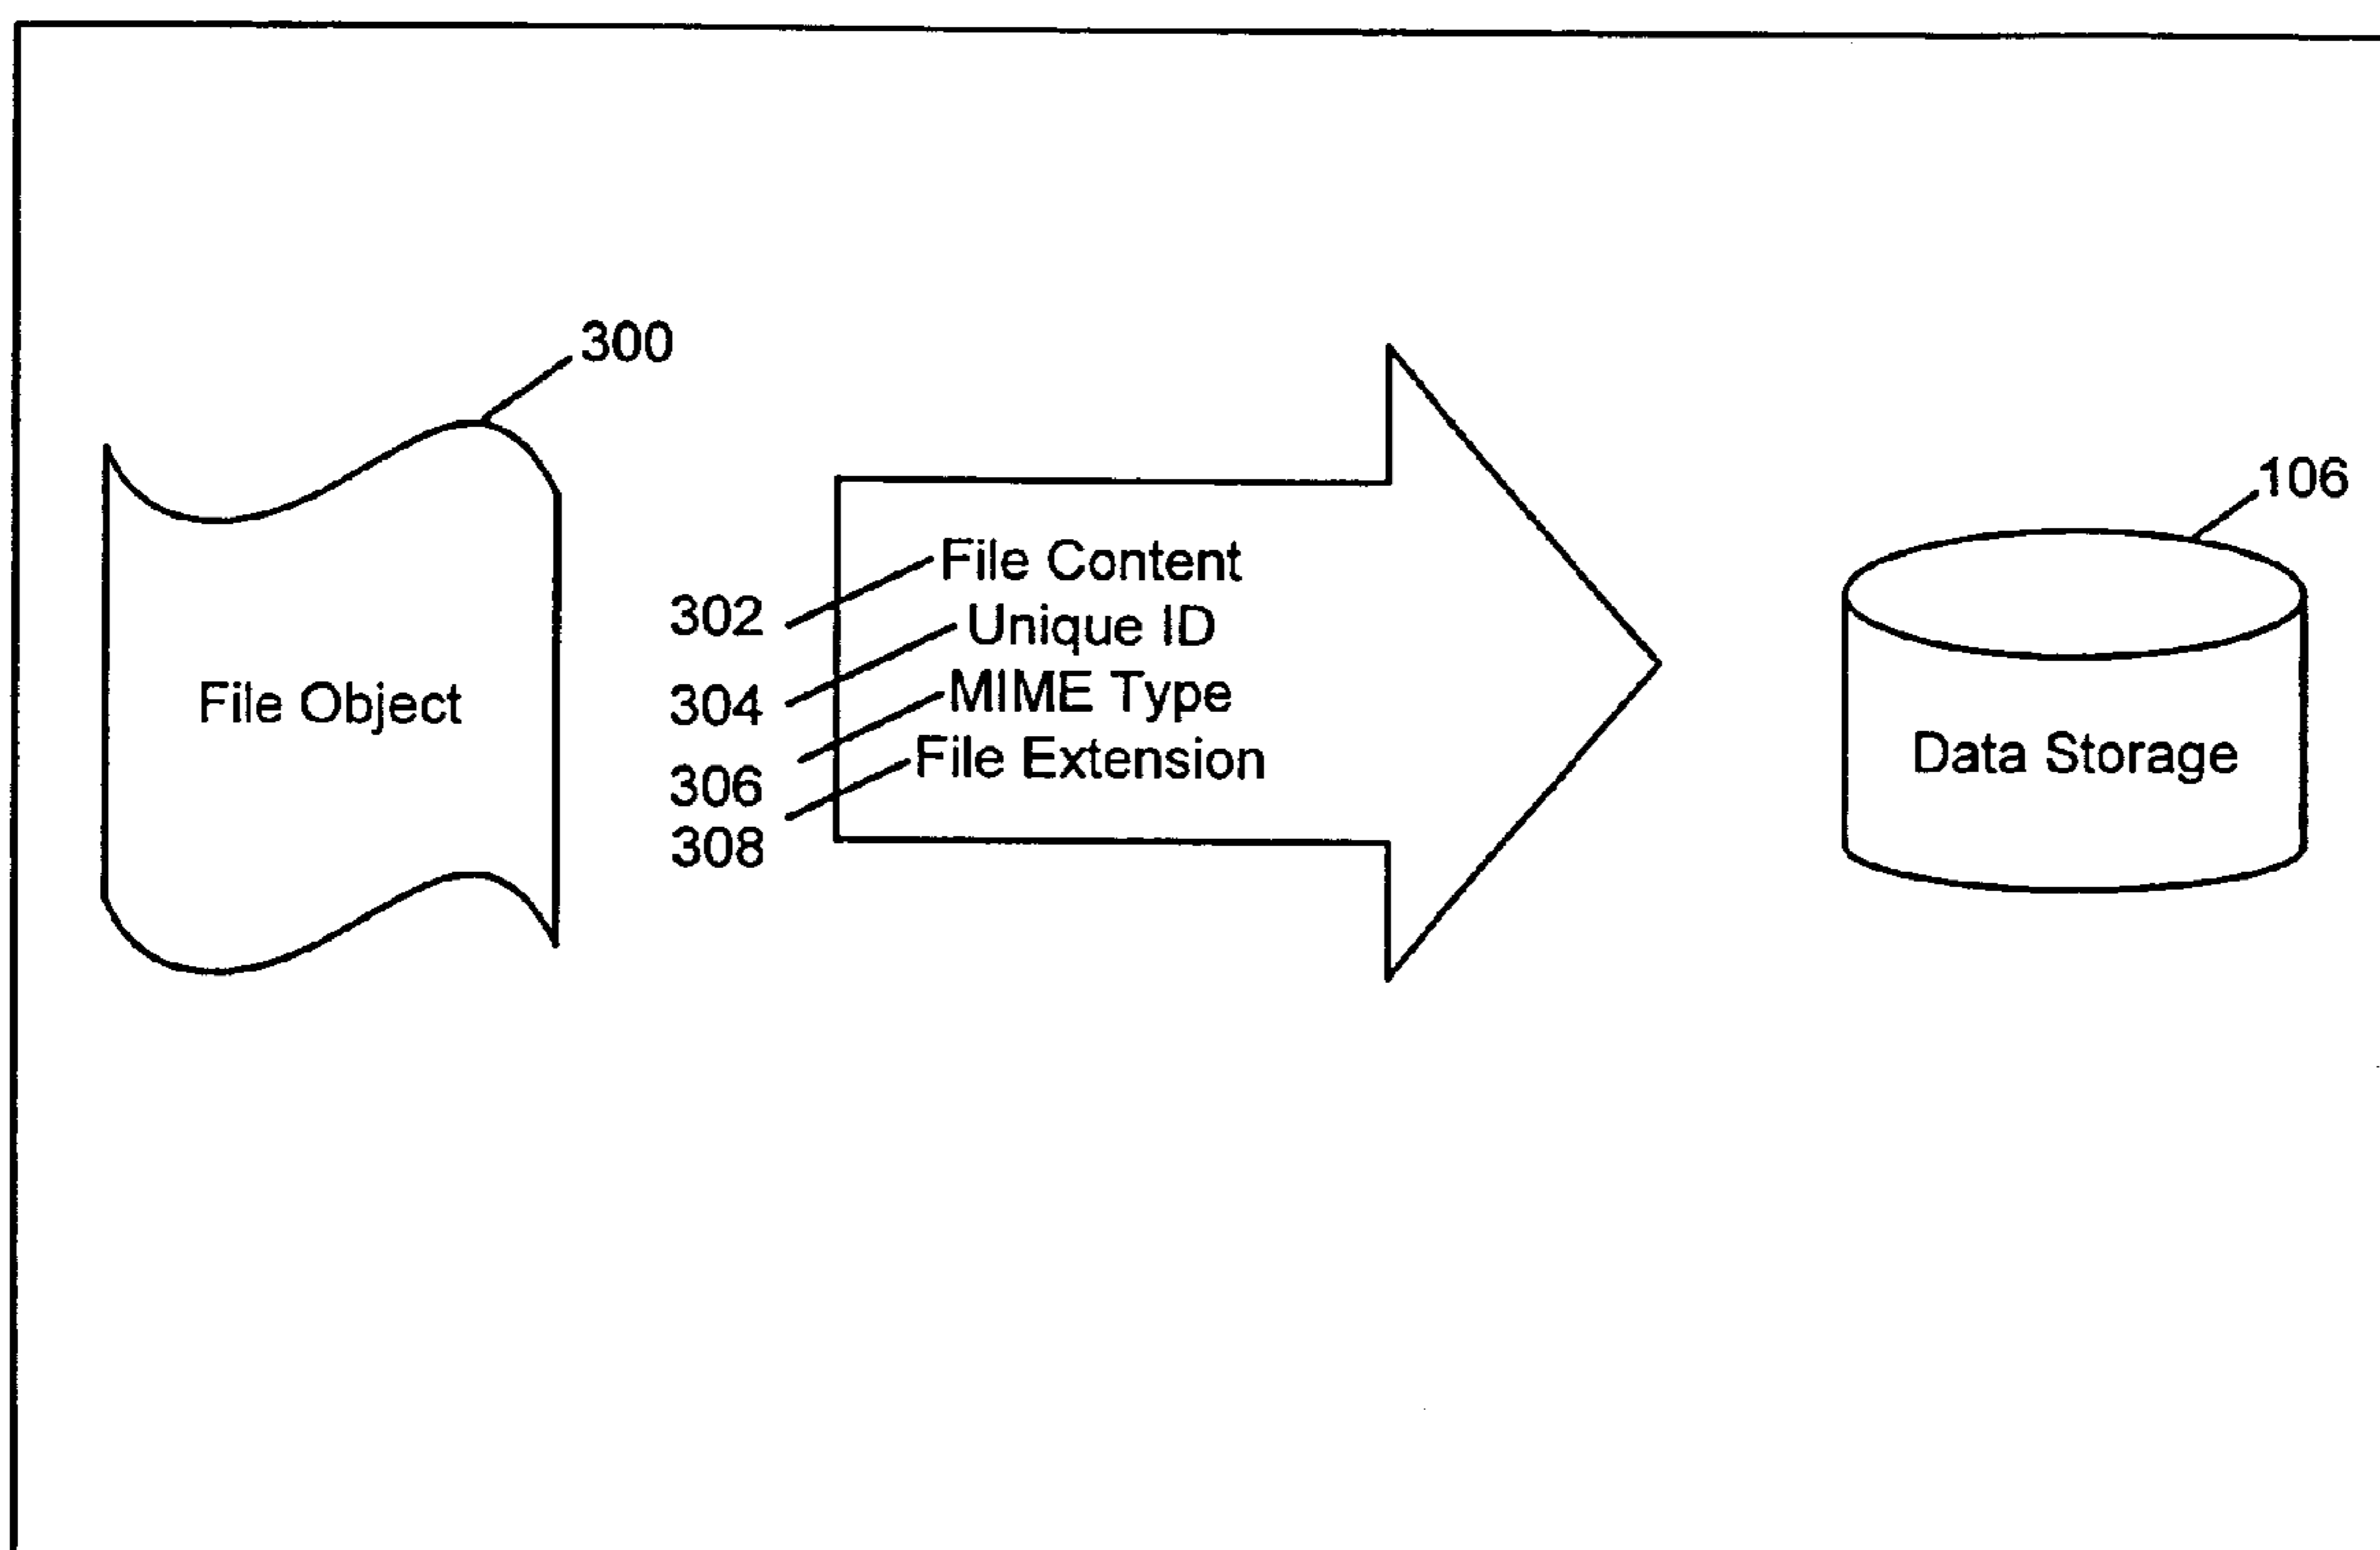 300
106
File Content
302
Unique ID
304
MIME Type
306
File Extension
308
File Object
Data Storage